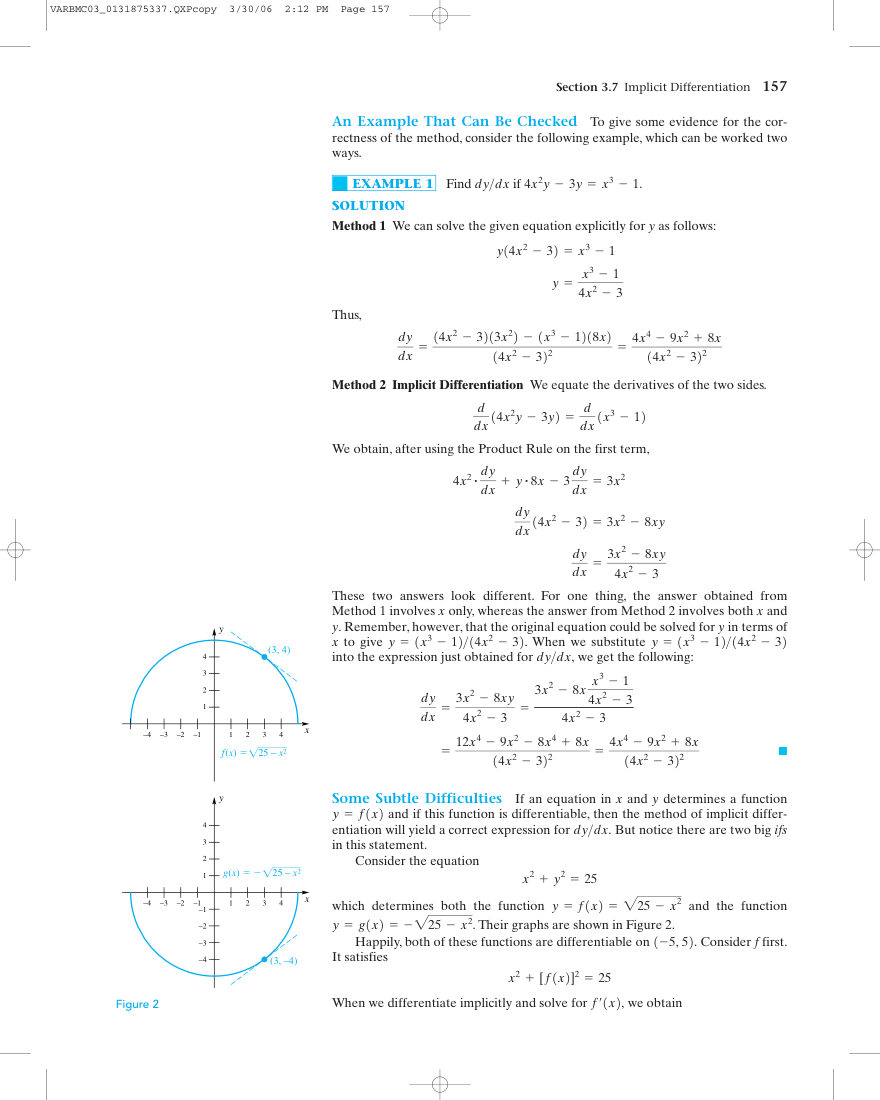 VARBMC03_0131875337.QXPcopy 3/30/06 2:12 PM Page 157
Section 3.7 Implicit Differentiation 157
An Example That Can Be Checked To give some evidence for the cor-
rectness of the method, consider the following example, which can be worked two
ways.
EXAMPLE 1 Find dy/dx if 4x²y − 3y = x³ − 1.
SOLUTION
Method 1 We can solve the given equation explicitly for y as follows:
y(4x² − 3) = x³ − 1
y = (x³ − 1)/(4x² − 3)
Thus,
dy/dx = ((4x² − 3)(3x²) − (x³ − 1)(8x))/(4x² − 3)² = (4x⁴ − 9x² + 8x)/(4x² − 3)²
Method 2 Implicit Differentiation We equate the derivatives of the two sides.
d/dx (4x²y − 3y) = d/dx (x³ − 1)
We obtain, after using the Product Rule on the first term,
4x² · dy/dx + y · 8x − 3 dy/dx = 3x²
dy/dx (4x² − 3) = 3x² − 8xy
dy/dx = (3x² − 8xy)/(4x² − 3)
These two answers look different. For one thing, the answer obtained from
Method 1 involves x only, whereas the answer from Method 2 involves both x and
y. Remember, however, that the original equation could be solved for y in terms of
x to give y = (x³ − 1)/(4x² − 3). When we substitute y = (x³ − 1)/(4x² − 3)
into the expression just obtained for dy/dx, we get the following:
dy/dx = (3x² − 8xy)/(4x² − 3) = (3x² − 8x (x³ − 1)/(4x² − 3))/(4x² − 3)
= (12x⁴ − 9x² − 8x⁴ + 8x)/(4x² − 3)² = (4x⁴ − 9x² + 8x)/(4x² − 3)²
Some Subtle Difficulties If an equation in x and y determines a function
y = f(x) and if this function is differentiable, then the method of implicit differ-
entiation will yield a correct expression for dy/dx. But notice there are two big ifs
in this statement.
Consider the equation
x² + y² = 25
which determines both the function y = f(x) = √(25 − x²) and the function
y = g(x) = −√(25 − x²). Their graphs are shown in Figure 2.
Happily, both of these functions are differentiable on (−5, 5). Consider f first.
It satisfies
x² + [f(x)]² = 25
When we differentiate implicitly and solve for f′(x), we obtain
y
(3, 4)
4
3
2
1
−4 −3 −2 −1 1 2 3 4 x
f(x) = √(25 − x²)
y
4
3
2
1
g(x) = −√(25 − x²)
−4 −3 −2 −1 1 2 3 4 x
−1
−2
−3
−4
(3, −4)
Figure 2